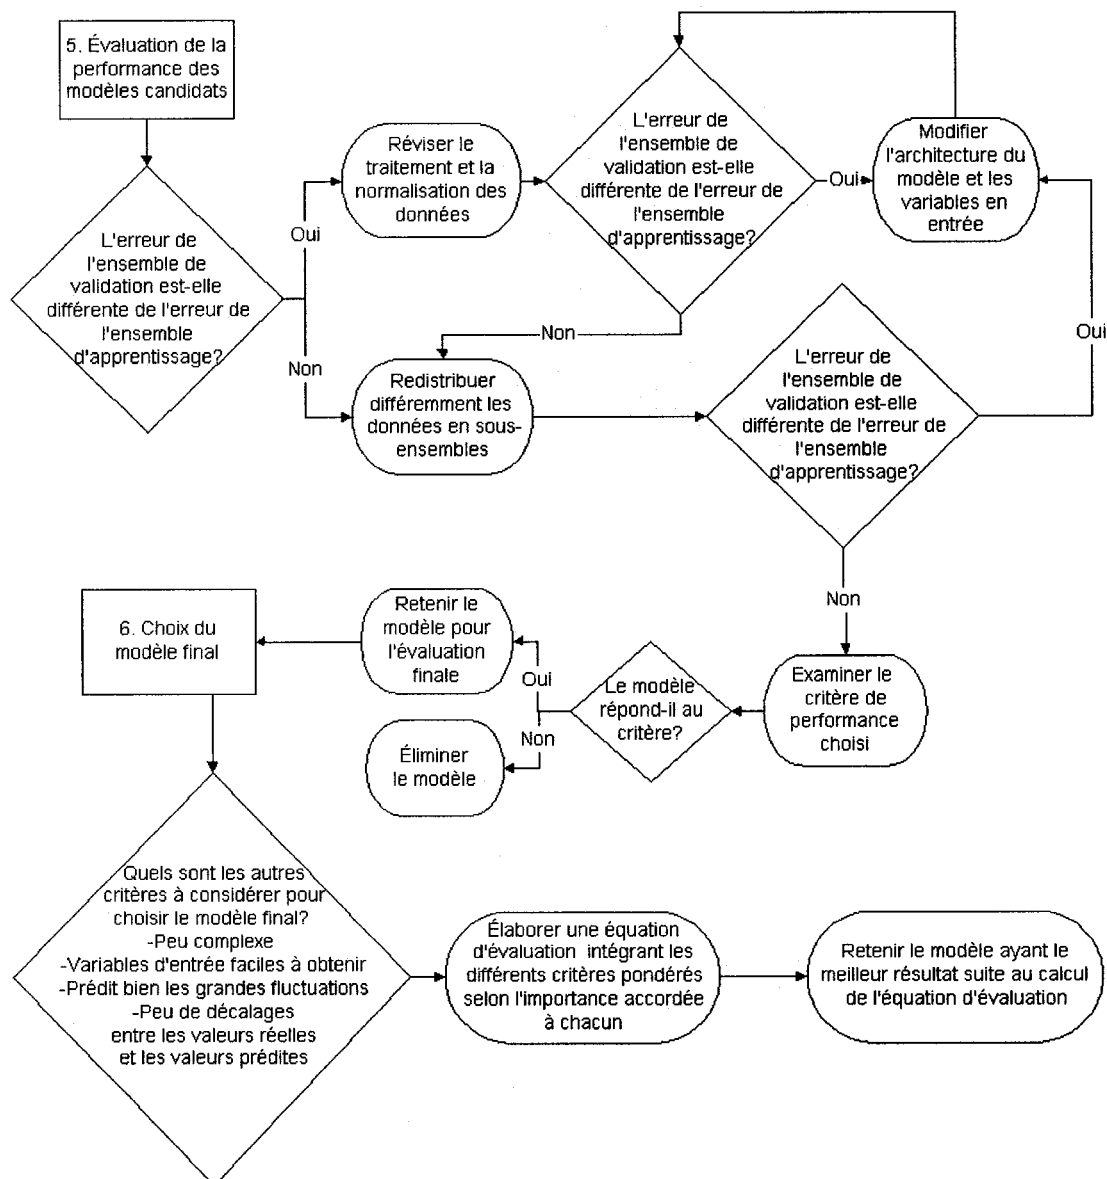 5. Évaluation de la
performance des
modèles candidats
L'erreur de
l'ensemble de
validation est-elle
différente de l'erreur de
l'ensemble
d'apprentissage?
Oui
Non
Réviser le
traitement et la
normalisation des
données
L'erreur de
l'ensemble de
validation est-elle
différente de l'erreur de
l'ensemble
d'apprentissage?
Oui
Modifier
l'architecture du
modèle et les
variables en
entrée
Non
Redistribuer
différemment les
données en sous-
ensembles
L'erreur de
l'ensemble de
validation est-elle
différente de l'erreur de
l'ensemble
d'apprentissage?
Oui
Non
Examiner le
critère de
performance
choisi
Le modèle
répond-il au
critère?
Oui
Non
Retenir le
modèle pour
l'évaluation
finale
Éliminer
le modèle
6. Choix du
modèle final
Quels sont les autres
critères à considérer pour
choisir le modèle final?
-Peu complexe
-Variables d'entrée faciles à obtenir
-Prédit bien les grandes fluctuations
-Peu de décalages
entre les valeurs réelles
et les valeurs prédites
Élaborer une équation
d'évaluation intégrant les
différents critères pondérés
selon l'importance accordée
à chacun
Retenir le modèle ayant le
meilleur résultat suite au calcul
de l'équation d'évaluation